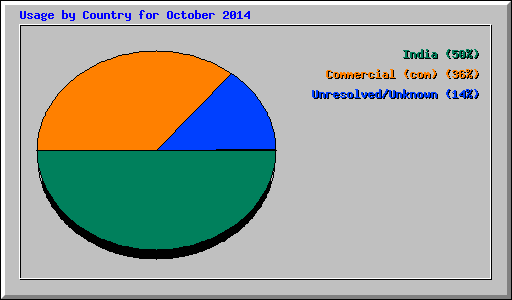 Usage by Country for October 2014
India (50%)
Commercial (com) (36%)
Unresolved/Unknown (14%)